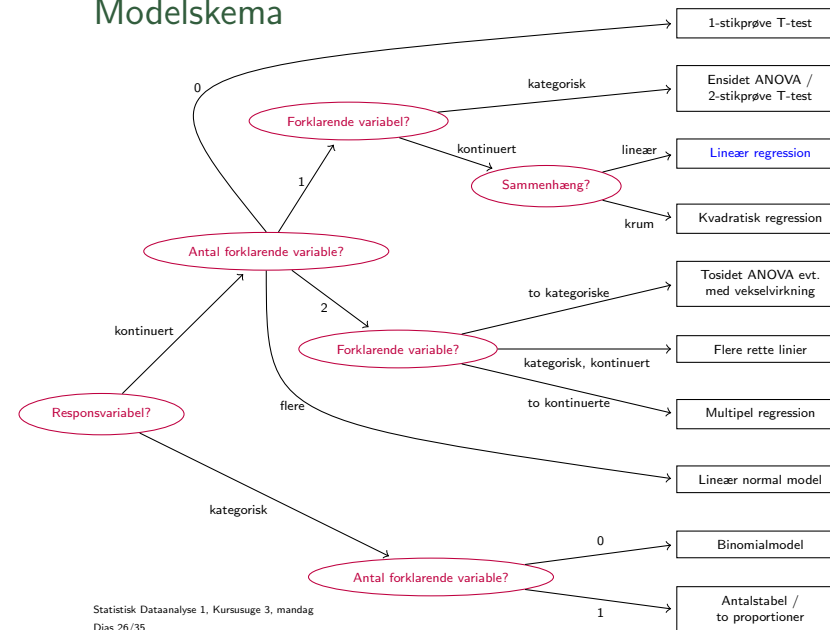 Modelskema
1-stikprøve T-test
0
kategorisk
Ensidet ANOVA /
2-stikprøve T-test
Forklarende variabel?
kontinuert
lineær
Lineær regression
1
Sammenhæng?
krum
Kvadratisk regression
Antal forklarende variable?
Tosidet ANOVA evt.
med vekselvirkning
to kategoriske
2
kontinuert
Forklarende variable?
Flere rette linier
kategorisk, kontinuert
to kontinuerte
flere
Responsvariabel?
Multipel regression
Lineær normal model
kategorisk
0
Binomialmodel
Antal forklarende variable?
1
Antalstabel /
to proportioner
Statistisk Dataanalyse 1, Kursusuge 3, mandag
Dias 26/35